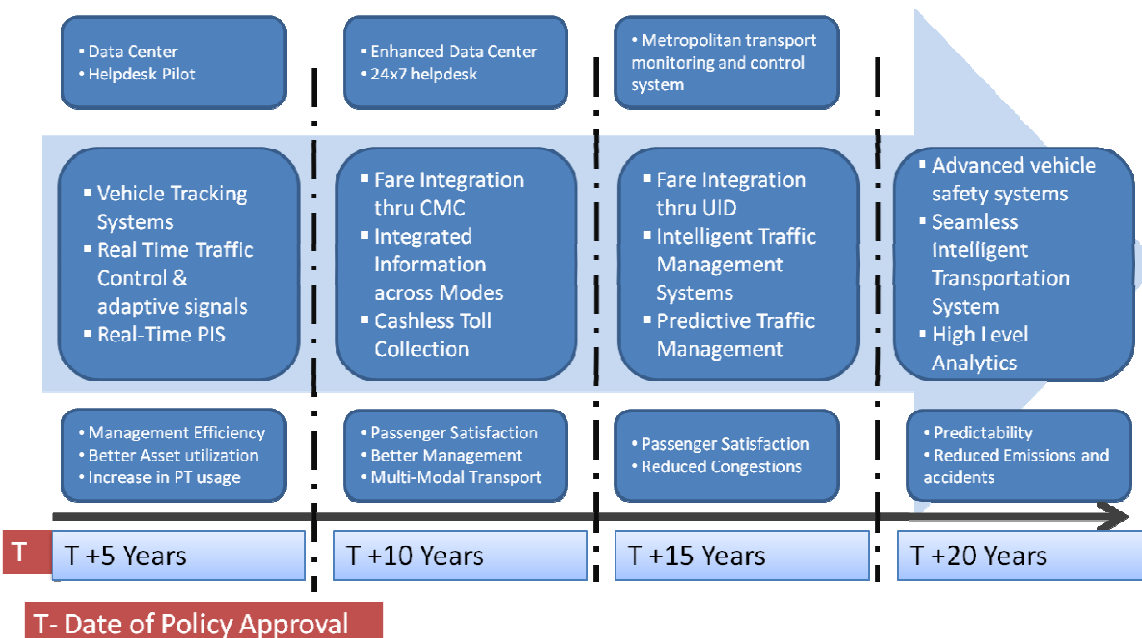 • Data Center
• Helpdesk Pilot
• Enhanced Data Center
• 24x7 helpdesk
• Metropolitan transport
monitoring and control
system
▪ Vehicle Tracking
Systems
▪ Real Time Traffic
Control &
adaptive signals
▪ Real-Time PIS
▪ Fare Integration
thru CMC
▪ Integrated
Information
across Modes
▪ Cashless Toll
Collection
▪ Fare Integration
thru UID
▪ Intelligent Traffic
Management
Systems
▪ Predictive Traffic
Management
▪ Advanced vehicle
safety systems
▪ Seamless
Intelligent
Transportation
System
▪ High Level
Analytics
• Management Efficiency
• Better Asset utilization
• Increase in PT usage
• Passenger Satisfaction
• Better Management
• Multi-Modal Transport
• Passenger Satisfaction
• Reduced Congestions
• Predictability
• Reduced Emissions and
accidents
T
T +5 Years
T +10 Years
T +15 Years
T +20 Years
T- Date of Policy Approval